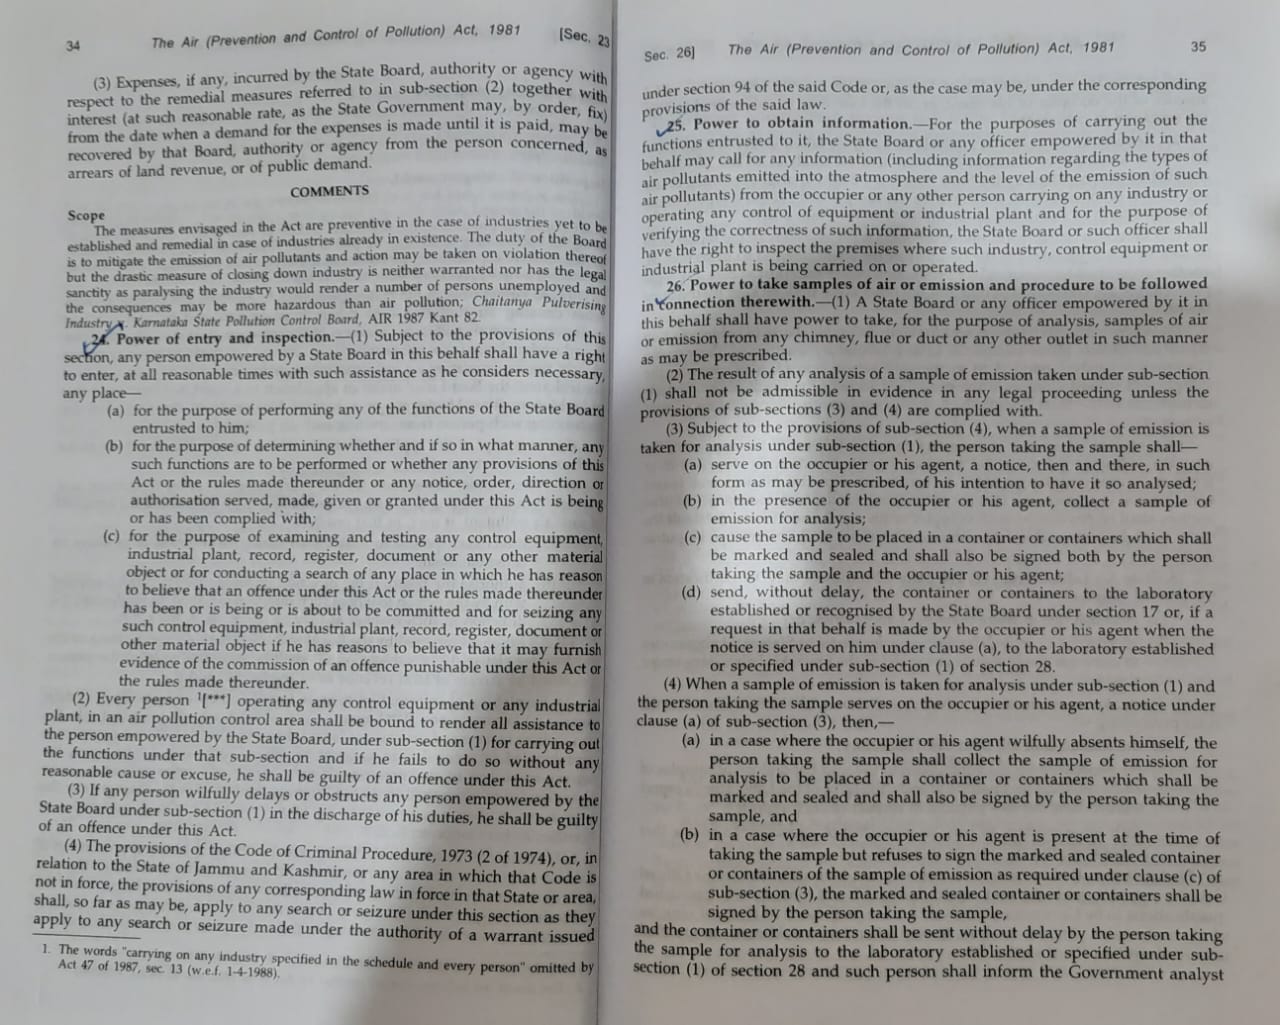 34 The Air (Prevention and Control of Pollution) Act, 1981 [Sec. 23
(3) Expenses, if any, incurred by the State Board, authority or agency with
respect to the remedial measures referred to in sub-section (2) together with
interest (at such reasonable rate, as the State Government may, by order, fix)
from the date when a demand for the expenses is made until it is paid, may be
recovered by that Board, authority or agency from the person concerned, as
arrears of land revenue, or of public demand.
COMMENTS
Scope
The measures envisaged in the Act are preventive in the case of industries yet to be
established and remedial in case of industries already in existence. The duty of the Board
is to mitigate the emission of air pollutants and action may be taken on violation thereof
but the drastic measure of closing down industry is neither warranted nor has the legal
sanctity as paralysing the industry would render a number of persons unemployed and
the consequences may be more hazardous than air pollution; Chaitanya Pulverising
Industry v. Karnataka State Pollution Control Board, AIR 1987 Kant 82.
24. Power of entry and inspection.—(1) Subject to the provisions of this
section, any person empowered by a State Board in this behalf shall have a right
to enter, at all reasonable times with such assistance as he considers necessary,
any place—
(a) for the purpose of performing any of the functions of the State Board
entrusted to him;
(b) for the purpose of determining whether and if so in what manner, any
such functions are to be performed or whether any provisions of this
Act or the rules made thereunder or any notice, order, direction or
authorisation served, made, given or granted under this Act is being
or has been complied with;
(c) for the purpose of examining and testing any control equipment,
industrial plant, record, register, document or any other material
object or for conducting a search of any place in which he has reason
to believe that an offence under this Act or the rules made thereunder
has been or is being or is about to be committed and for seizing any
such control equipment, industrial plant, record, register, document or
other material object if he has reasons to believe that it may furnish
evidence of the commission of an offence punishable under this Act or
the rules made thereunder.
(2) Every person ¹[***] operating any control equipment or any industrial
plant, in an air pollution control area shall be bound to render all assistance to
the person empowered by the State Board, under sub-section (1) for carrying out
the functions under that sub-section and if he fails to do so without any
reasonable cause or excuse, he shall be guilty of an offence under this Act.
(3) If any person wilfully delays or obstructs any person empowered by the
State Board under sub-section (1) in the discharge of his duties, he shall be guilty
of an offence under this Act.
(4) The provisions of the Code of Criminal Procedure, 1973 (2 of 1974), or, in
relation to the State of Jammu and Kashmir, or any area in which that Code is
not in force, the provisions of any corresponding law in force in that State or area,
shall, so far as may be, apply to any search or seizure under this section as they
apply to any search or seizure made under the authority of a warrant issued
1. The words "carrying on any industry specified in the schedule and every person" omitted by
Act 47 of 1987, sec. 13 (w.e.f. 1-4-1988).
Sec. 26] The Air (Prevention and Control of Pollution) Act, 1981 35
under section 94 of the said Code or, as the case may be, under the corresponding
provisions of the said law.
25. Power to obtain information.—For the purposes of carrying out the
functions entrusted to it, the State Board or any officer empowered by it in that
behalf may call for any information (including information regarding the types of
air pollutants emitted into the atmosphere and the level of the emission of such
air pollutants) from the occupier or any other person carrying on any industry or
operating any control of equipment or industrial plant and for the purpose of
verifying the correctness of such information, the State Board or such officer shall
have the right to inspect the premises where such industry, control equipment or
industrial plant is being carried on or operated.
26. Power to take samples of air or emission and procedure to be followed
in connection therewith.—(1) A State Board or any officer empowered by it in
this behalf shall have power to take, for the purpose of analysis, samples of air
or emission from any chimney, flue or duct or any other outlet in such manner
as may be prescribed.
(2) The result of any analysis of a sample of emission taken under sub-section
(1) shall not be admissible in evidence in any legal proceeding unless the
provisions of sub-sections (3) and (4) are complied with.
(3) Subject to the provisions of sub-section (4), when a sample of emission is
taken for analysis under sub-section (1), the person taking the sample shall—
(a) serve on the occupier or his agent, a notice, then and there, in such
form as may be prescribed, of his intention to have it so analysed;
(b) in the presence of the occupier or his agent, collect a sample of
emission for analysis;
(c) cause the sample to be placed in a container or containers which shall
be marked and sealed and shall also be signed both by the person
taking the sample and the occupier or his agent;
(d) send, without delay, the container or containers to the laboratory
established or recognised by the State Board under section 17 or, if a
request in that behalf is made by the occupier or his agent when the
notice is served on him under clause (a), to the laboratory established
or specified under sub-section (1) of section 28.
(4) When a sample of emission is taken for analysis under sub-section (1) and
the person taking the sample serves on the occupier or his agent, a notice under
clause (a) of sub-section (3), then,—
(a) in a case where the occupier or his agent wilfully absents himself, the
person taking the sample shall collect the sample of emission for
analysis to be placed in a container or containers which shall be
marked and sealed and shall also be signed by the person taking the
sample, and
(b) in a case where the occupier or his agent is present at the time of
taking the sample but refuses to sign the marked and sealed container
or containers of the sample of emission as required under clause (c) of
sub-section (3), the marked and sealed container or containers shall be
signed by the person taking the sample,
and the container or containers shall be sent without delay by the person taking
the sample for analysis to the laboratory established or specified under sub-
section (1) of section 28 and such person shall inform the Government analyst